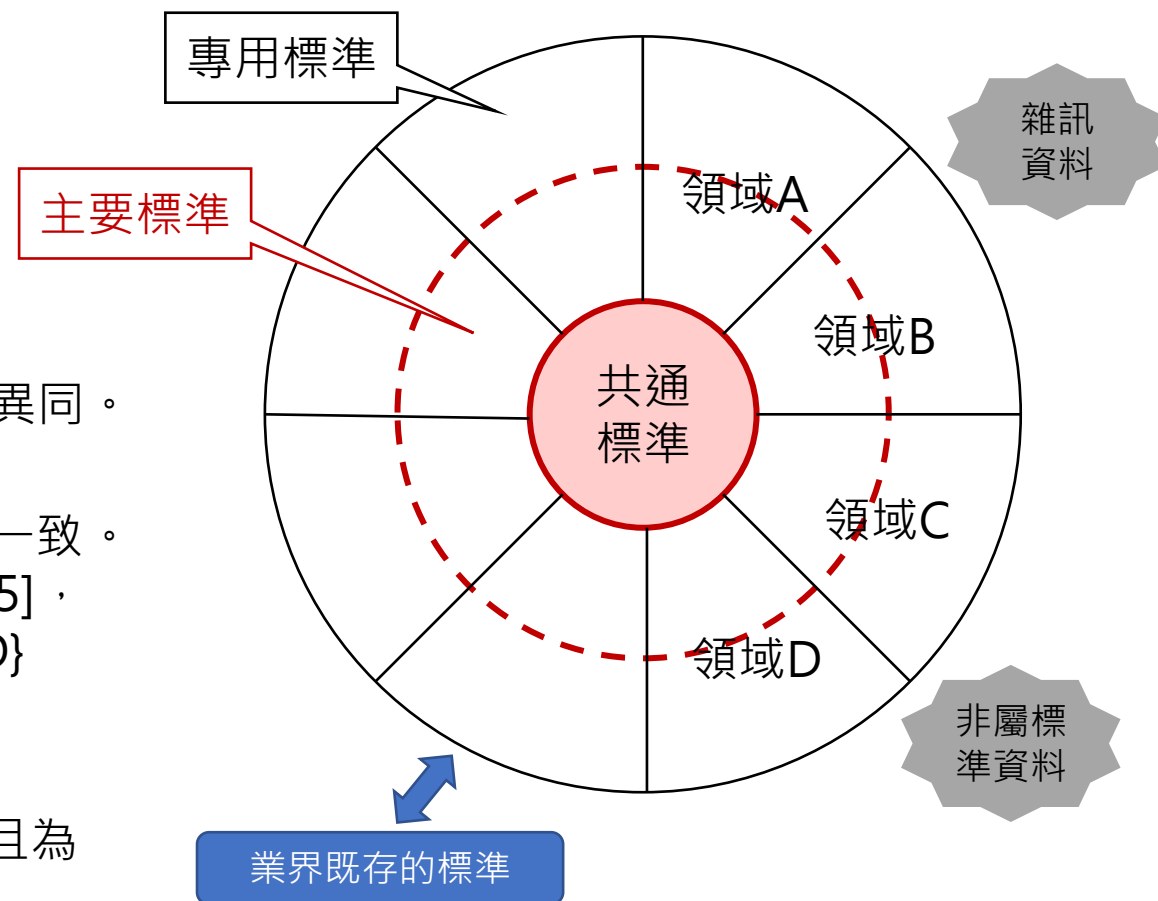 專用標準
雜訊
資料
主要標準
領域A
領域B
異同。
共通
標準
一致。
領域C
5],
}
領域D
非屬標
準資料
且為
業界既存的標準